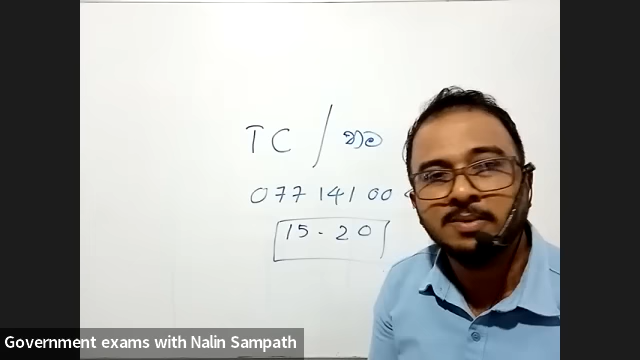 TC / නම
077 141 00
15 - 20
Government exams with Nalin Sampath